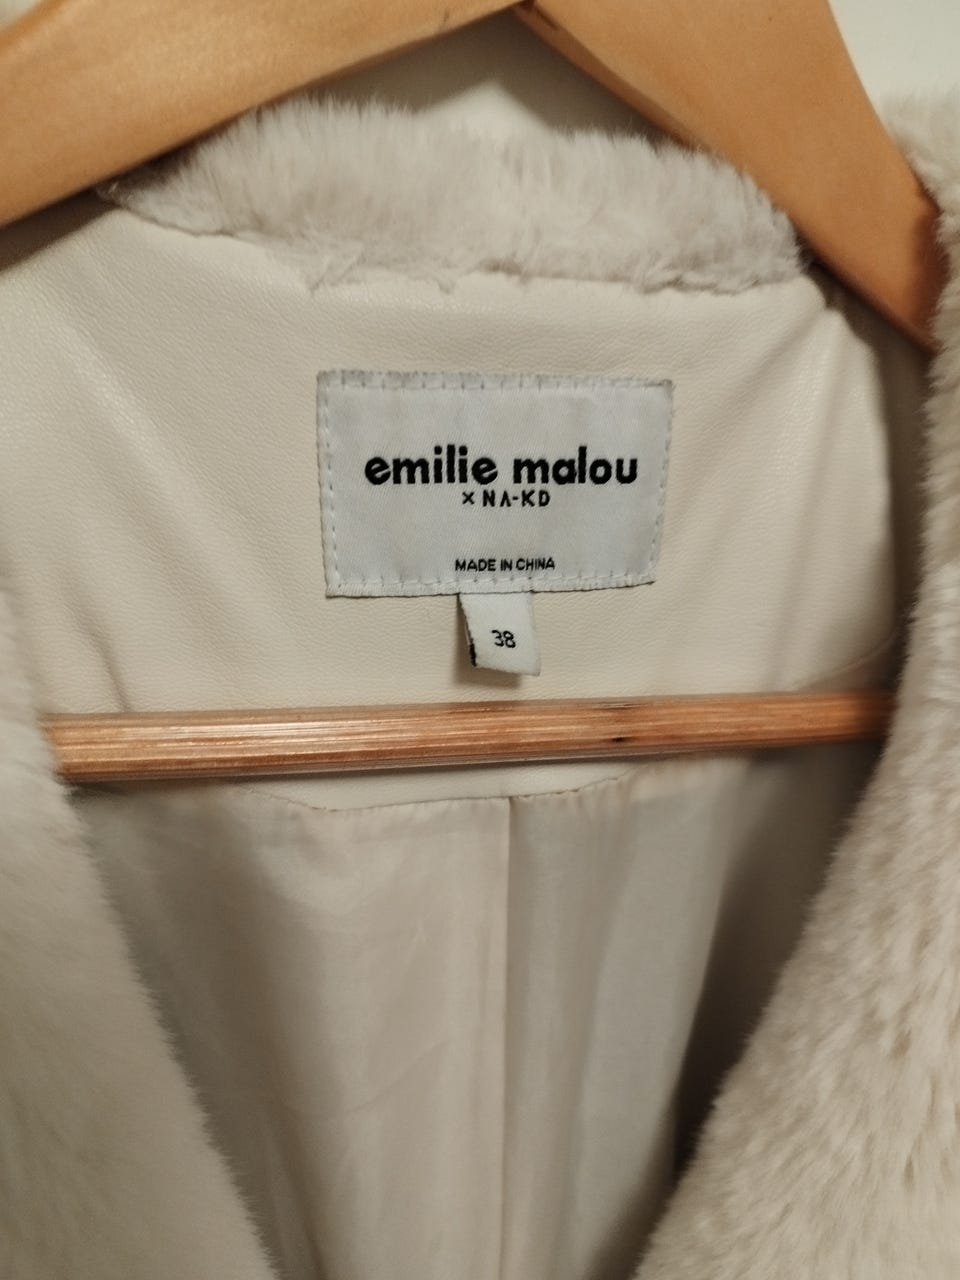 emilie malou
× NA-KD
MADE IN CHINA
38